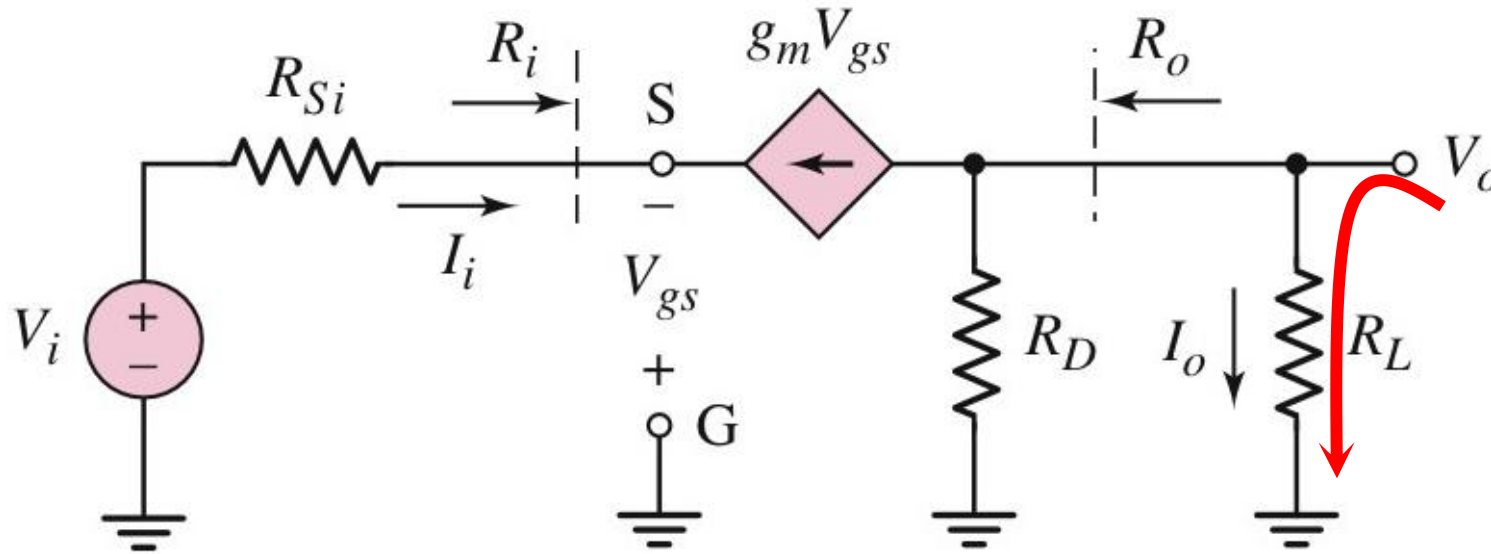 R_i
g_m V_gs
R_o
R_Si
S
V_o
−
I_i
V_gs
V_i
+
−
R_D
I_o
R_L
+
G